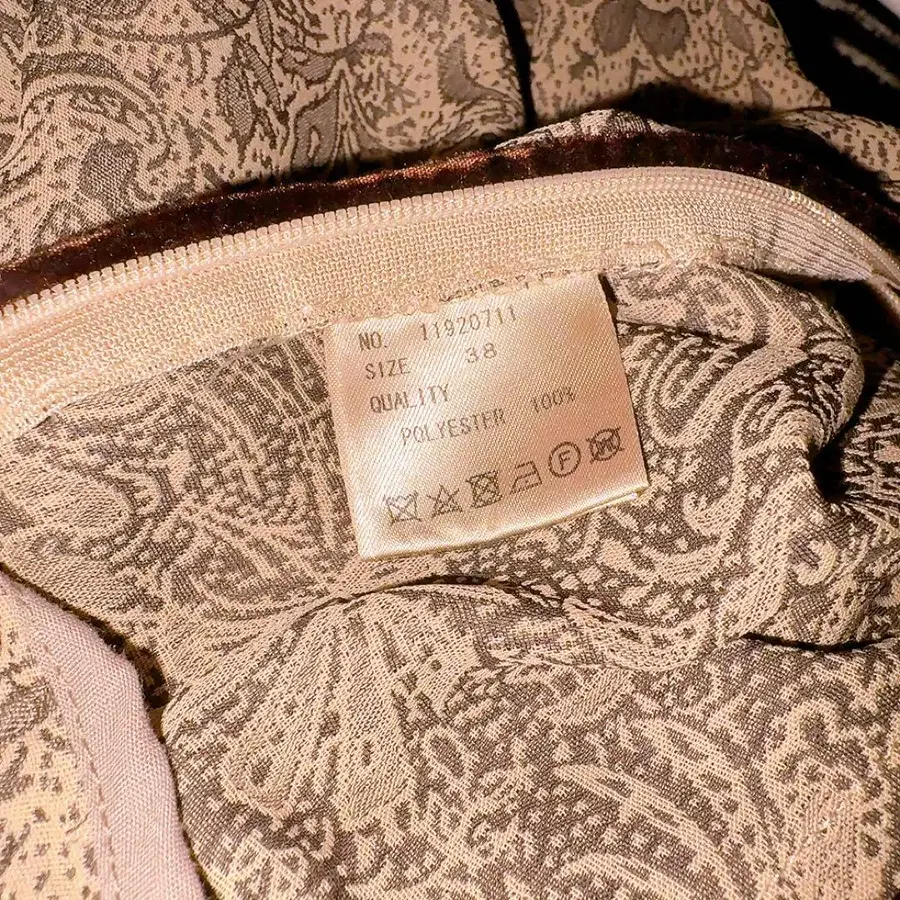 NO. 11920711
SIZE 38
QUALITY
POLYESTER 100%
F